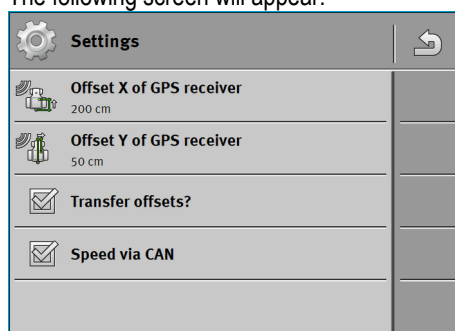 The following screen will appear:
Settings
Offset X of GPS receiver
200 cm
Offset Y of GPS receiver
50 cm
Transfer offsets?
Speed via CAN